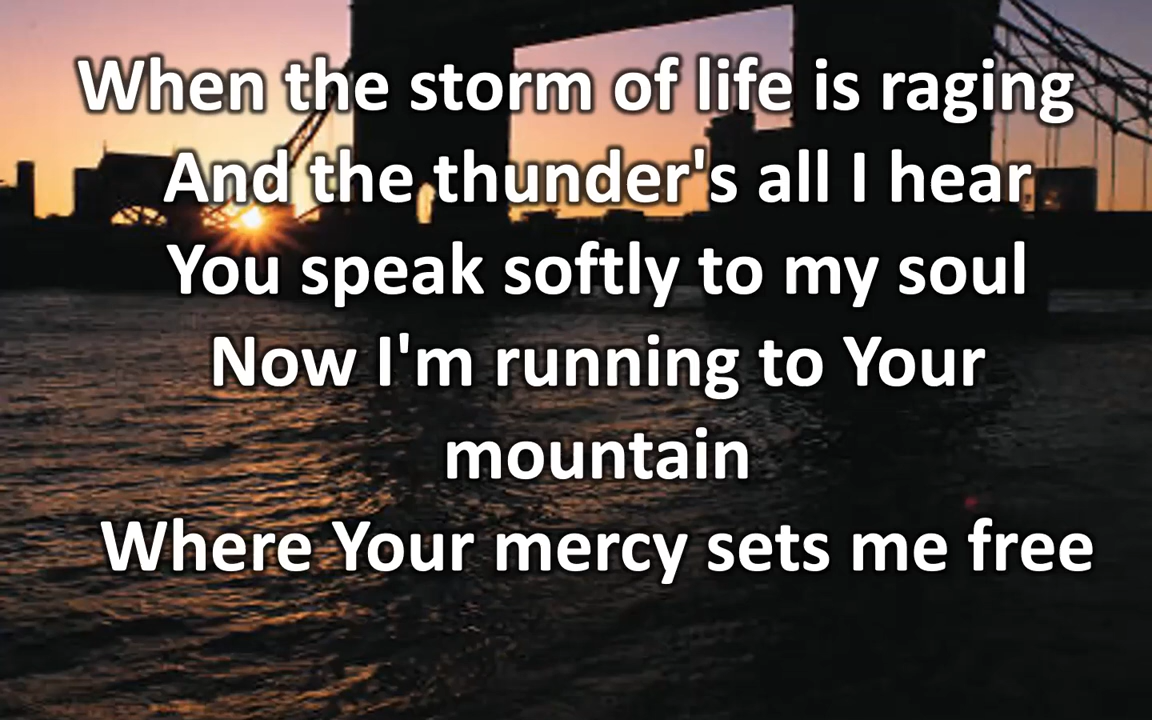 When the storm of life is raging
And the thunder's all I hear
You speak softly to my soul
Now I'm running to Your
mountain
Where Your mercy sets me free